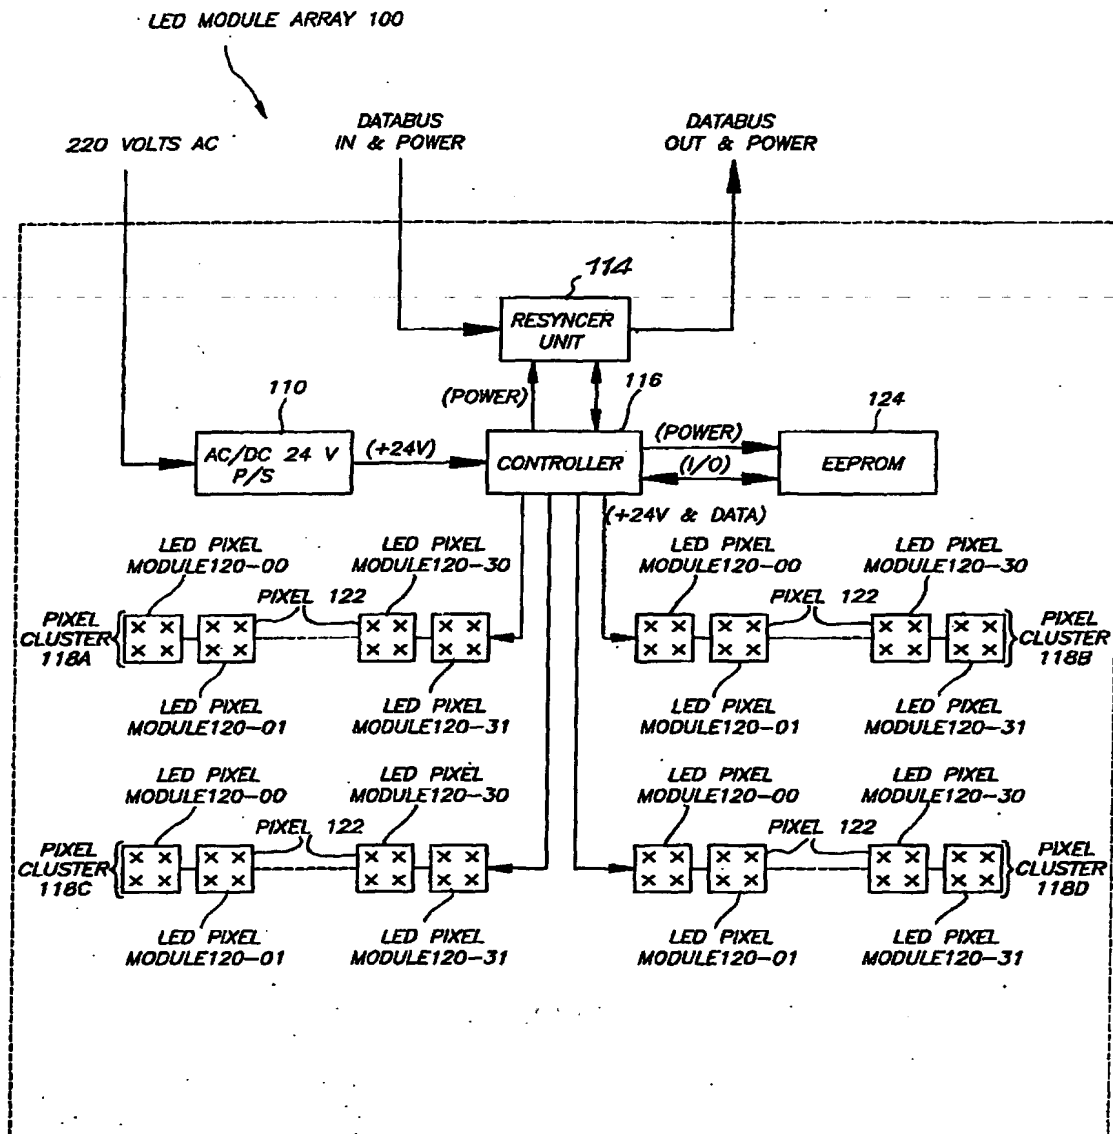 LED MODULE ARRAY 100
220 VOLTS AC
DATABUS
IN & POWER
DATABUS
OUT & POWER
114
RESYNCER
UNIT
110
(POWER)
116
124
AC/DC 24 V
P/S
(+24V)
CONTROLLER
(POWER)
(I/O)
EEPROM
(+24V & DATA)
LED PIXEL
MODULE120-00
LED PIXEL
MODULE120-30
PIXEL 122
PIXEL
CLUSTER
118A
LED PIXEL
MODULE120-01
LED PIXEL
MODULE120-31
LED PIXEL
MODULE120-00
LED PIXEL
MODULE120-30
PIXEL 122
PIXEL
CLUSTER
118B
LED PIXEL
MODULE120-01
LED PIXEL
MODULE120-31
LED PIXEL
MODULE120-00
LED PIXEL
MODULE120-30
PIXEL 122
PIXEL
CLUSTER
118C
LED PIXEL
MODULE120-01
LED PIXEL
MODULE120-31
LED PIXEL
MODULE120-00
LED PIXEL
MODULE120-30
PIXEL 122
PIXEL
CLUSTER
118D
LED PIXEL
MODULE120-01
LED PIXEL
MODULE120-31